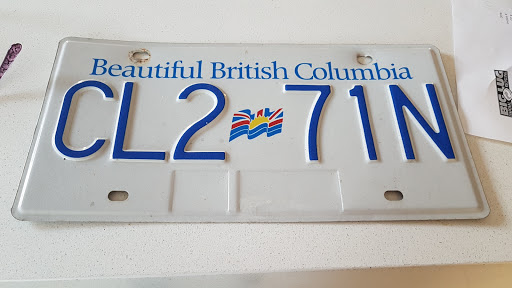 Beautiful British Columbia
CL2 71N